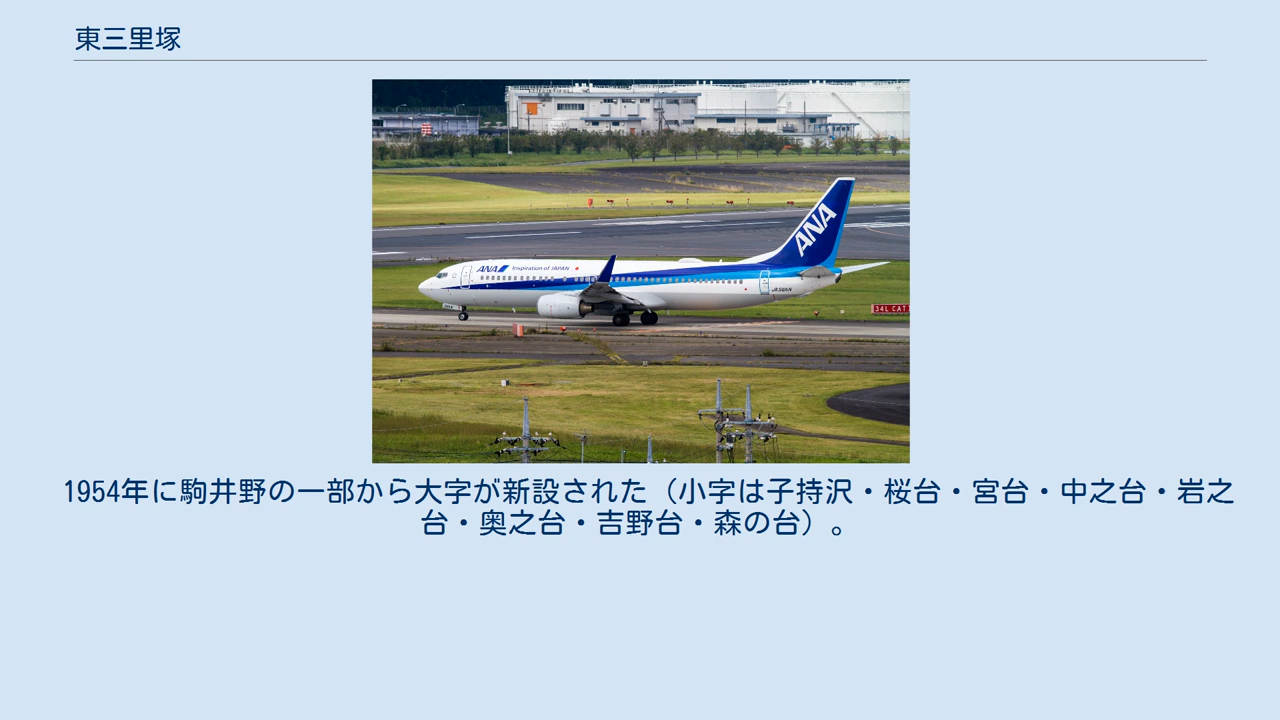 東三里塚
ANA
ANA Inspiration of JAPAN
34L CAT
1954年に駒井野の一部から大字が新設された（小字は子持沢・桜台・宮台・中之台・岩之
台・奥之台・吉野台・森の台）。